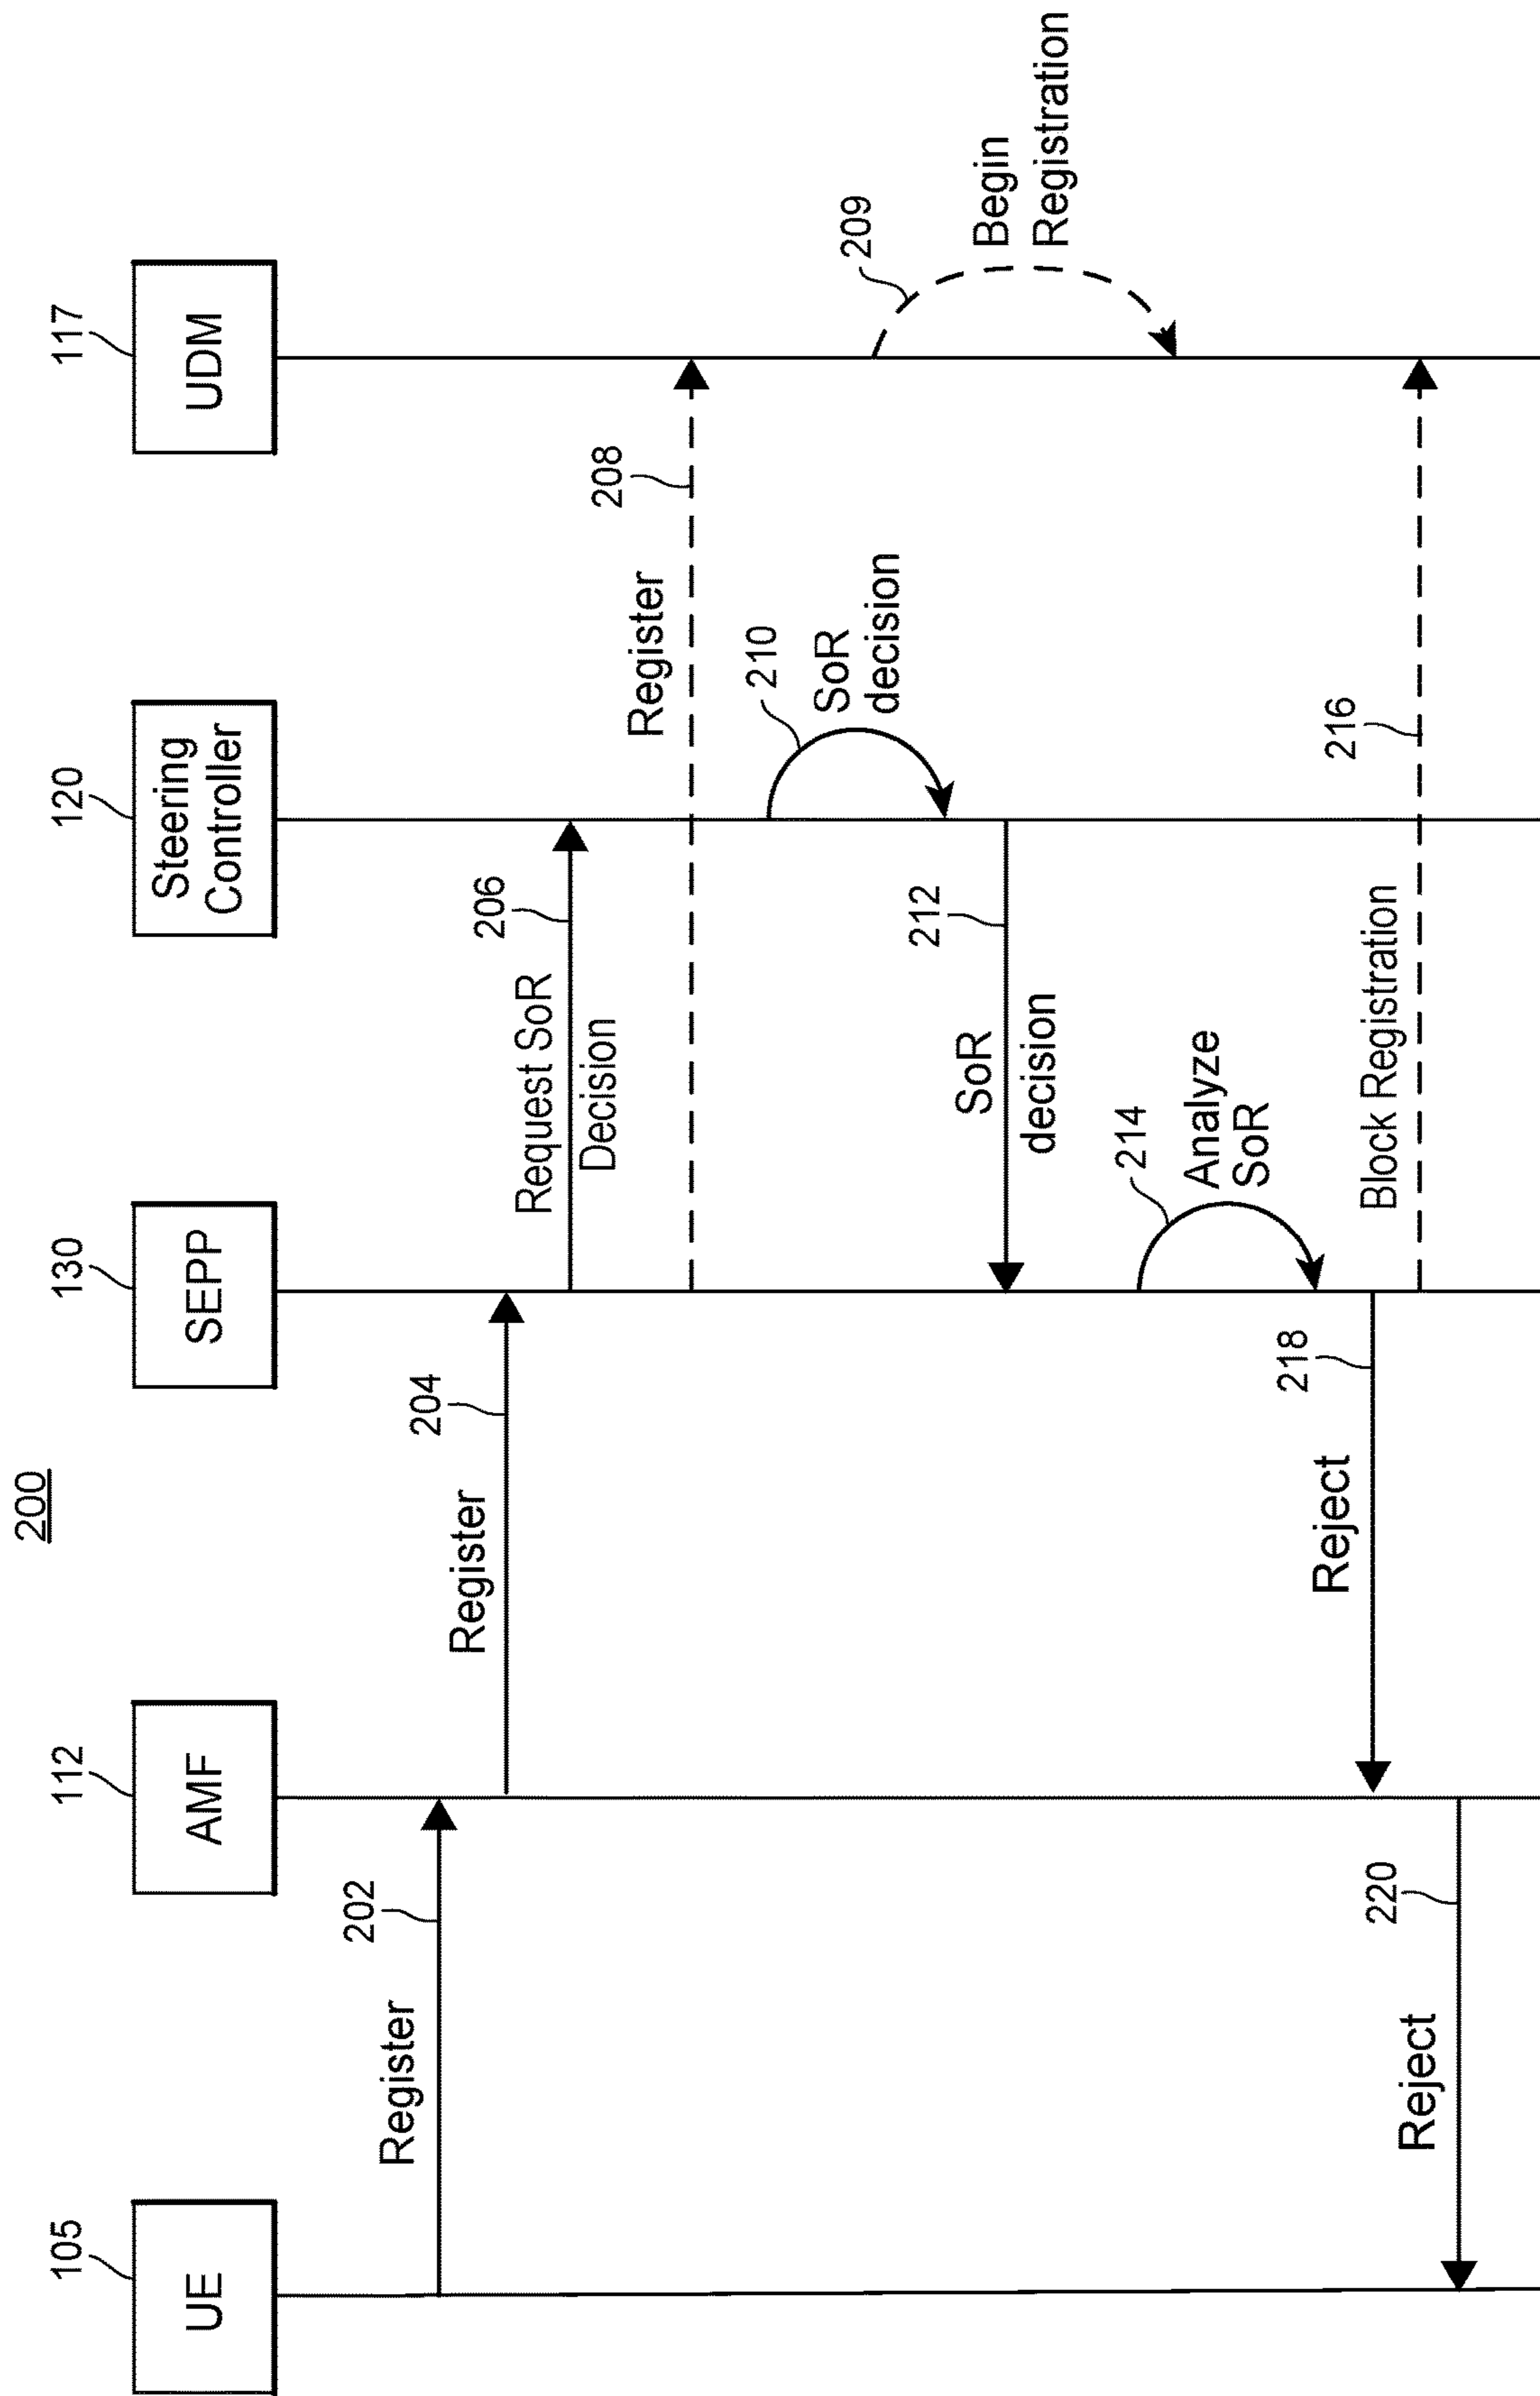 200
105
112
130
120
117
UE
AMF
SEPP
Steering
Controller
UDM
202
Register
204
Register
206
Request SoR
Decision
208
Register
210
SoR
decision
209
Begin
Registration
212
SoR
decision
214
Analyze
SoR
218
Reject
216
Block Registration
220
Reject